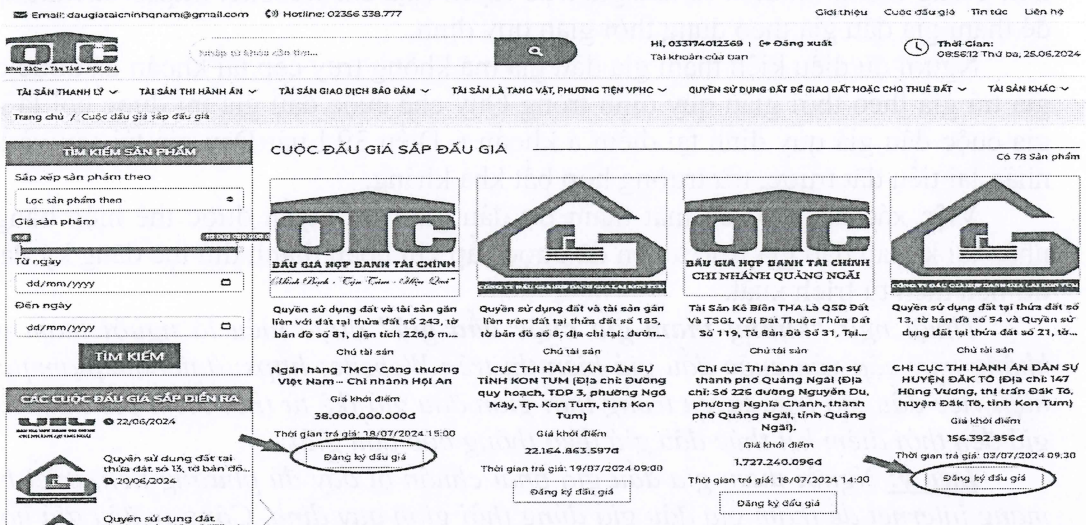 Email: daugiataichinhqnam@gmail.com
Hotline: 02356 338.777
Giới thiệu
Cuộc đấu giá
Tin tức
Liên hệ
OTC
MINH BẠCH - TẬN TÂM - HIỆU QUẢ
Nhập từ khóa cần tìm...
Hi, 033174012369 | Đăng xuất
Tài khoản của bạn
Thời Gian:
08:56:12 Thứ ba, 25.06.2024
TÀI SẢN THANH LÝ
TÀI SẢN THI HÀNH ÁN
TÀI SẢN GIAO DỊCH BẢO ĐẢM
TÀI SẢN LÀ TANG VẬT, PHƯƠNG TIỆN VPHC
QUYỀN SỬ DỤNG ĐẤT ĐỂ GIAO ĐẤT HOẶC CHO THUÊ ĐẤT
TÀI SẢN KHÁC
Trang chủ / Cuộc đấu giá sắp đấu giá
TÌM KIẾM SẢN PHẨM
Sắp xếp sản phẩm theo
Lọc sản phẩm theo
Giá sản phẩm
Từ ngày
dd/mm/yyyy
Đến ngày
dd/mm/yyyy
TÌM KIẾM
CÁC CUỘC ĐẤU GIÁ SẮP DIỄN RA
22/06/2024
Quyền sử dụng đất tại
thửa đất số 13, tờ bản đồ...
20/06/2024
Quyền sử dụng đất
CUỘC ĐẤU GIÁ SẮP ĐẤU GIÁ
Có 78 Sản phẩm
OTC
ĐẤU GIÁ HỢP DANH TÀI CHÍNH
Minh Bạch - Tận Tâm - Hiệu Quả
Quyền sử dụng đất và tài sản gắn
liền với đất tại thửa đất số 243, tờ
bản đồ số 81, diện tích 226,6 m...
Chủ tài sản
Ngân hàng TMCP Công thương
Việt Nam – Chi nhánh Hội An
Giá khởi điểm
38.000.000.000đ
Thời gian trả giá: 18/07/2024 15:00
Đăng ký đấu giá
Quyền sử dụng đất và tài sản gắn
liền trên đất tại thửa đất số 185,
tờ bản đồ số 8; địa chỉ tại: đườn...
Chủ tài sản
CỤC THI HÀNH ÁN DÂN SỰ
TỈNH KON TUM (Địa chỉ: Đường
quy hoạch, TDP 3, phường Ngô
Mây, Tp. Kon Tum, tỉnh Kon
Tum)
Giá khởi điểm
22.164.863.597đ
Thời gian trả giá: 19/07/2024 09:00
Đăng ký đấu giá
OTC
ĐẤU GIÁ HỢP DANH TÀI CHÍNH
CHI NHÁNH QUẢNG NGÃI
Tài Sản Kê Biên THA Là QSD Đất
Và TSGL Với Đất Thuộc Thửa Đất
Số 119, Tờ Bản Đồ Số 31, Tại...
Chủ tài sản
Chi cục Thi hành án dân sự
thành phố Quảng Ngãi (Địa
chỉ: Số 226 đường Nguyễn Du,
phường Nghĩa Chánh, thành
phố Quảng Ngãi, tỉnh Quảng
Ngãi).
Giá khởi điểm
1.727.240.096đ
Thời gian trả giá: 18/07/2024 14:00
Đăng ký đấu giá
Quyền sử dụng đất tại thửa đất số
13, tờ bản đồ số 54 và Quyền sử
dụng đất tại thửa đất số 21, tờ...
Chủ tài sản
CHI CỤC THI HÀNH ÁN DÂN SỰ
HUYỆN ĐĂK TÔ (Địa chỉ: 147
Hùng Vương, thị trấn Đăk Tô,
huyện Đăk Tô, tỉnh Kon Tum)
Giá khởi điểm
156.392.856đ
Thời gian trả giá: 03/07/2024 09:30
Đăng ký đấu giá